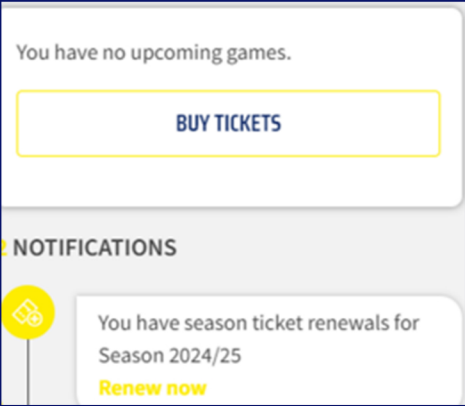 You have no upcoming games.
BUY TICKETS
2 NOTIFICATIONS
You have season ticket renewals for
Season 2024/25
Renew now